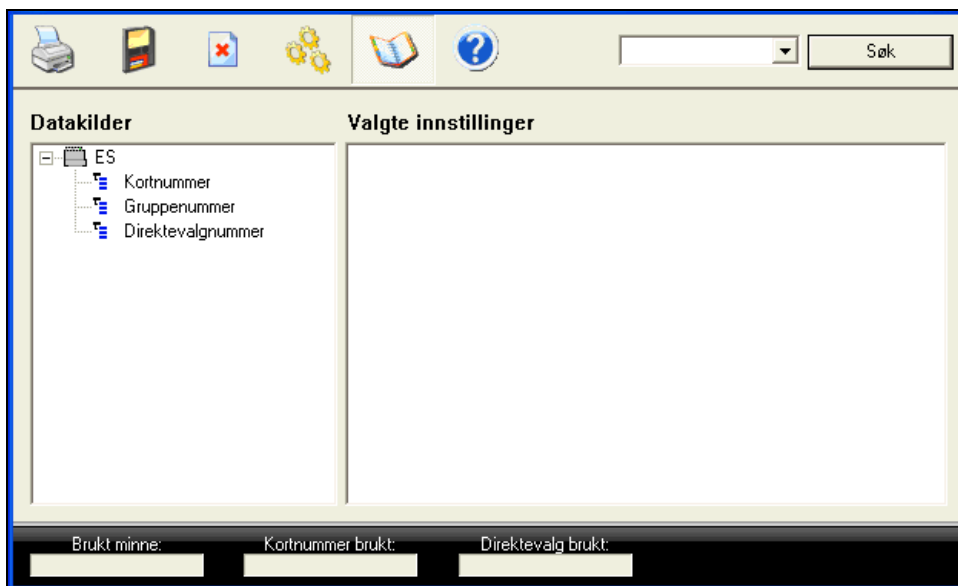 Søk
Datakilder
Valgte innstillinger
ES
Kortnummer
Gruppenummer
Direktevalgnummer
Brukt minne:
Kortnummer brukt:
Direktevalg brukt: